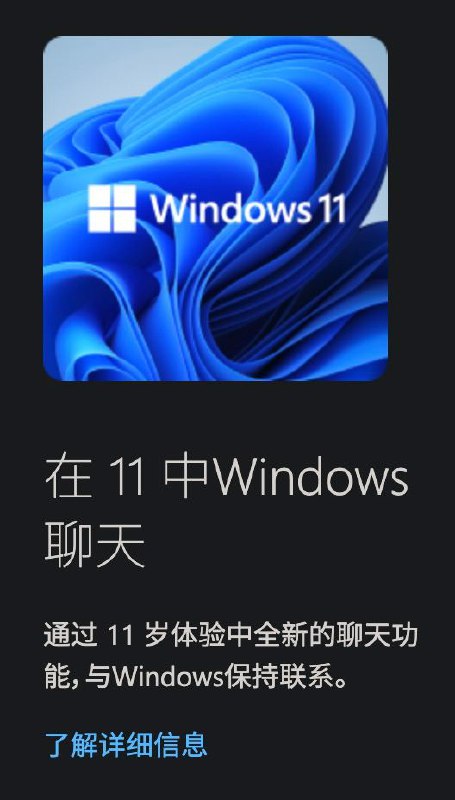 Windows 11
在 11 中Windows
聊天
通过 11 岁体验中全新的聊天功
能，与Windows保持联系。
了解详细信息